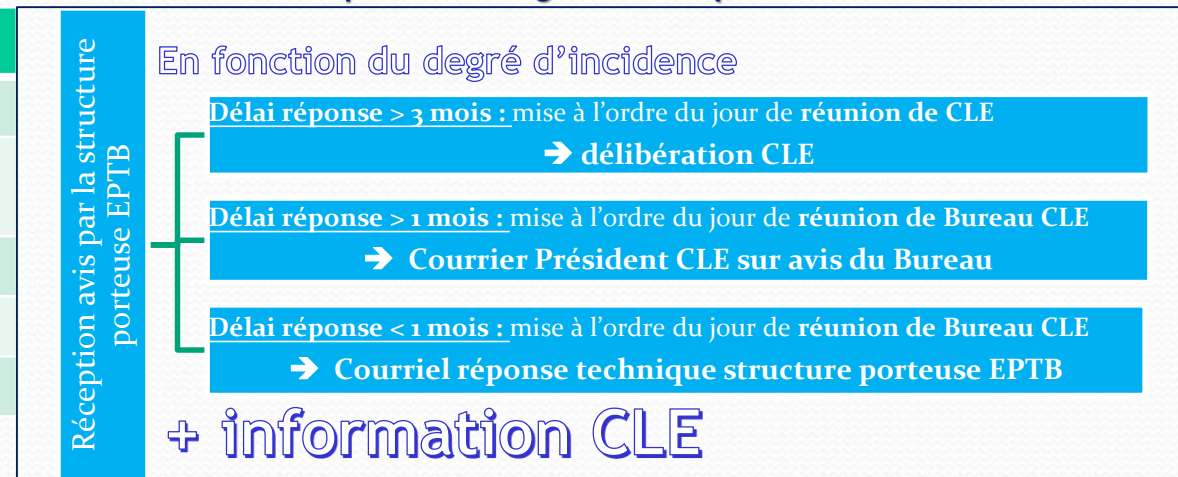 Réception avis par la structure
porteuse EPTB
En fonction du degré d’incidence
Délai réponse > 3 mois : mise à l’ordre du jour de réunion de CLE
➔ délibération CLE
Délai réponse > 1 mois : mise à l’ordre du jour de réunion de Bureau CLE
➔ Courrier Président CLE sur avis du Bureau
Délai réponse < 1 mois : mise à l’ordre du jour de réunion de Bureau CLE
➔ Courriel réponse technique structure porteuse EPTB
+ information CLE